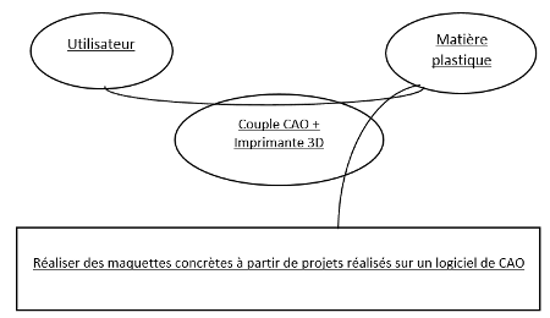 Utilisateur
Matière
plastique
Couple CAO +
Imprimante 3D
Réaliser des maquettes concrètes à partir de projets réalisés sur un logiciel de CAO